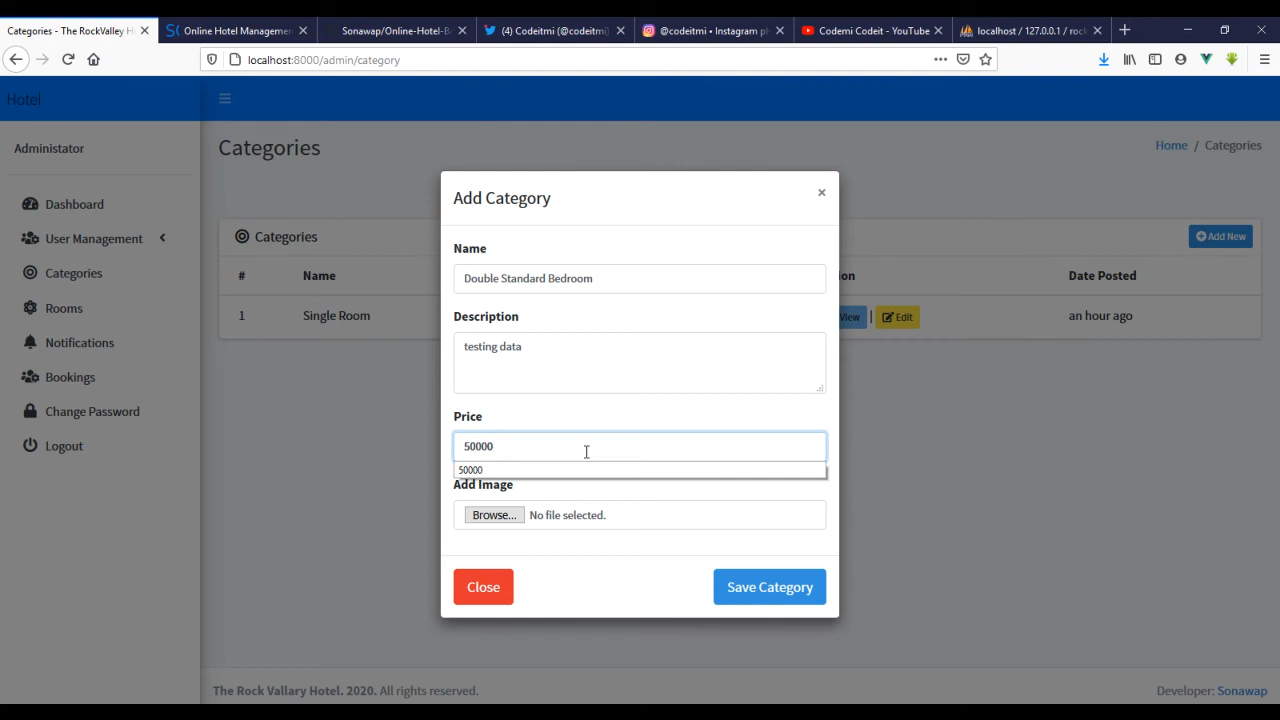 Categories - The RockValley H
Online Hotel Management
Sonawap/Online-Hotel-B
(4) Codeitmi (@codeitmi)
@codeitmi • Instagram p
Codemi Codeit - YouTube
localhost / 127.0.0.1 / rock
localhost:8000/admin/category
Hotel
Administator
Dashboard
User Management
Categories
Rooms
Notifications
Bookings
Change Password
Logout
Categories
Home / Categories
Categories
Add New
# Name ion Date Posted
1 Single Room View | Edit an hour ago
Add Category ×
Name
Double Standard Bedroom
Description
testing data
Price
50000
50000
Add Image
Browse... No file selected.
Close
Save Category
The Rock Vallary Hotel. 2020. All rights reserved.
Developer: Sonawap